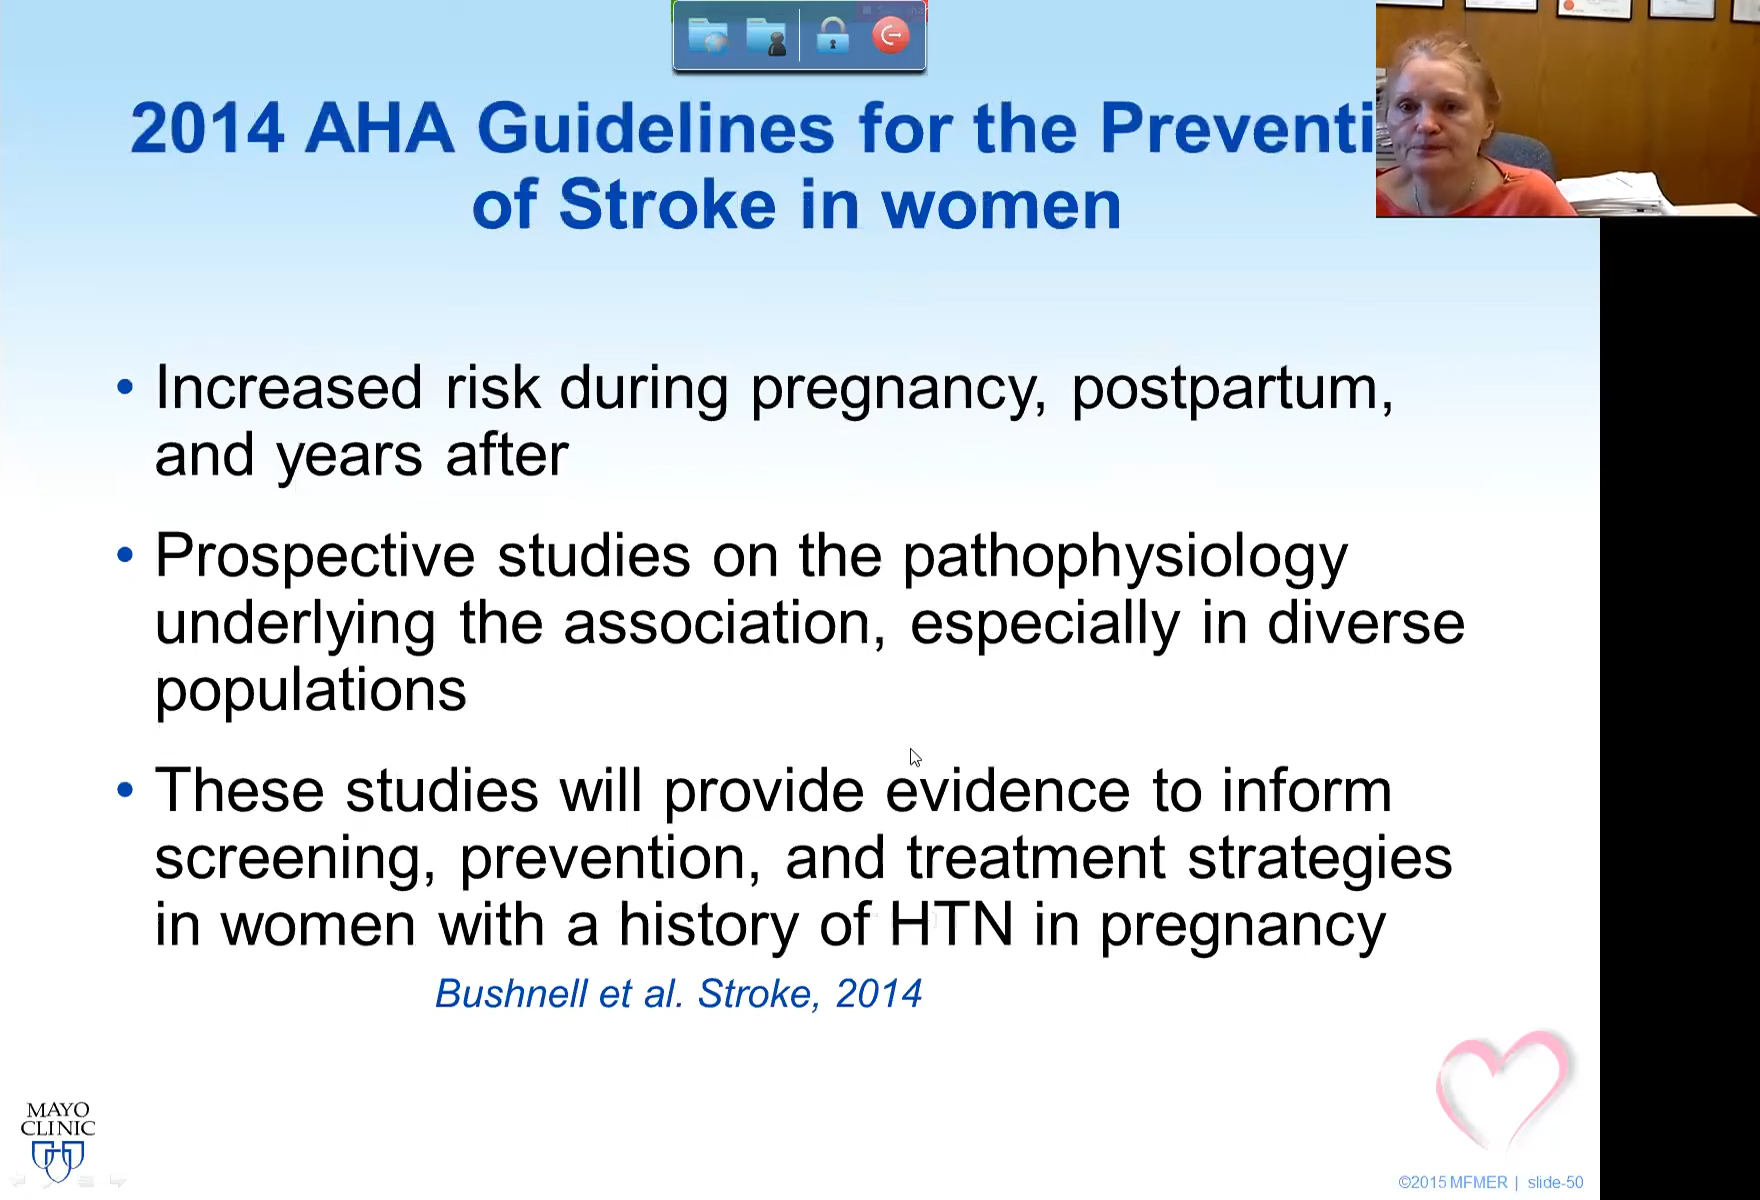 2014 AHA Guidelines for the Preventi
of Stroke in women
• Increased risk during pregnancy, postpartum,
and years after
• Prospective studies on the pathophysiology
underlying the association, especially in diverse
populations
• These studies will provide evidence to inform
screening, prevention, and treatment strategies
in women with a history of HTN in pregnancy
Bushnell et al. Stroke, 2014
MAYO
CLINIC
©2015 MFMER | slide-50